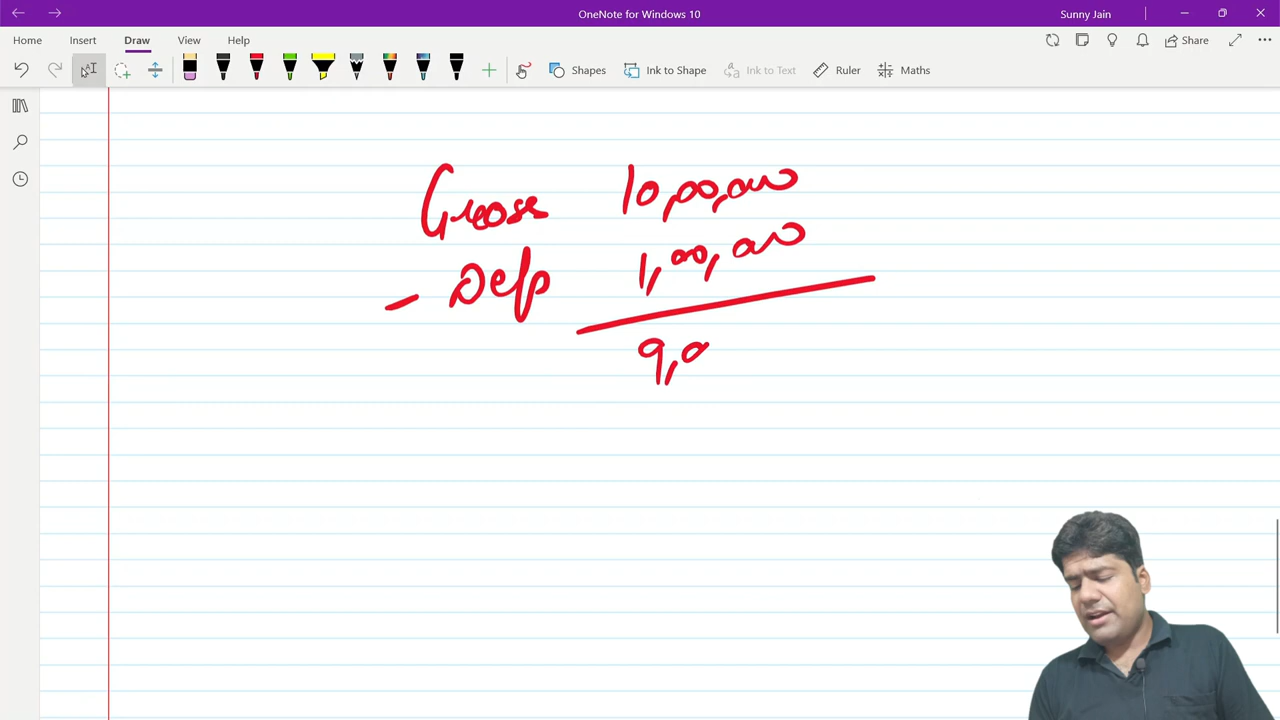 OneNote for Windows 10
Sunny Jain
Home Insert Draw View Help
Share
Shapes Ink to Shape Ink to Text Ruler Maths
Gross 10,00,000
- Dep 1,00,000
9,0